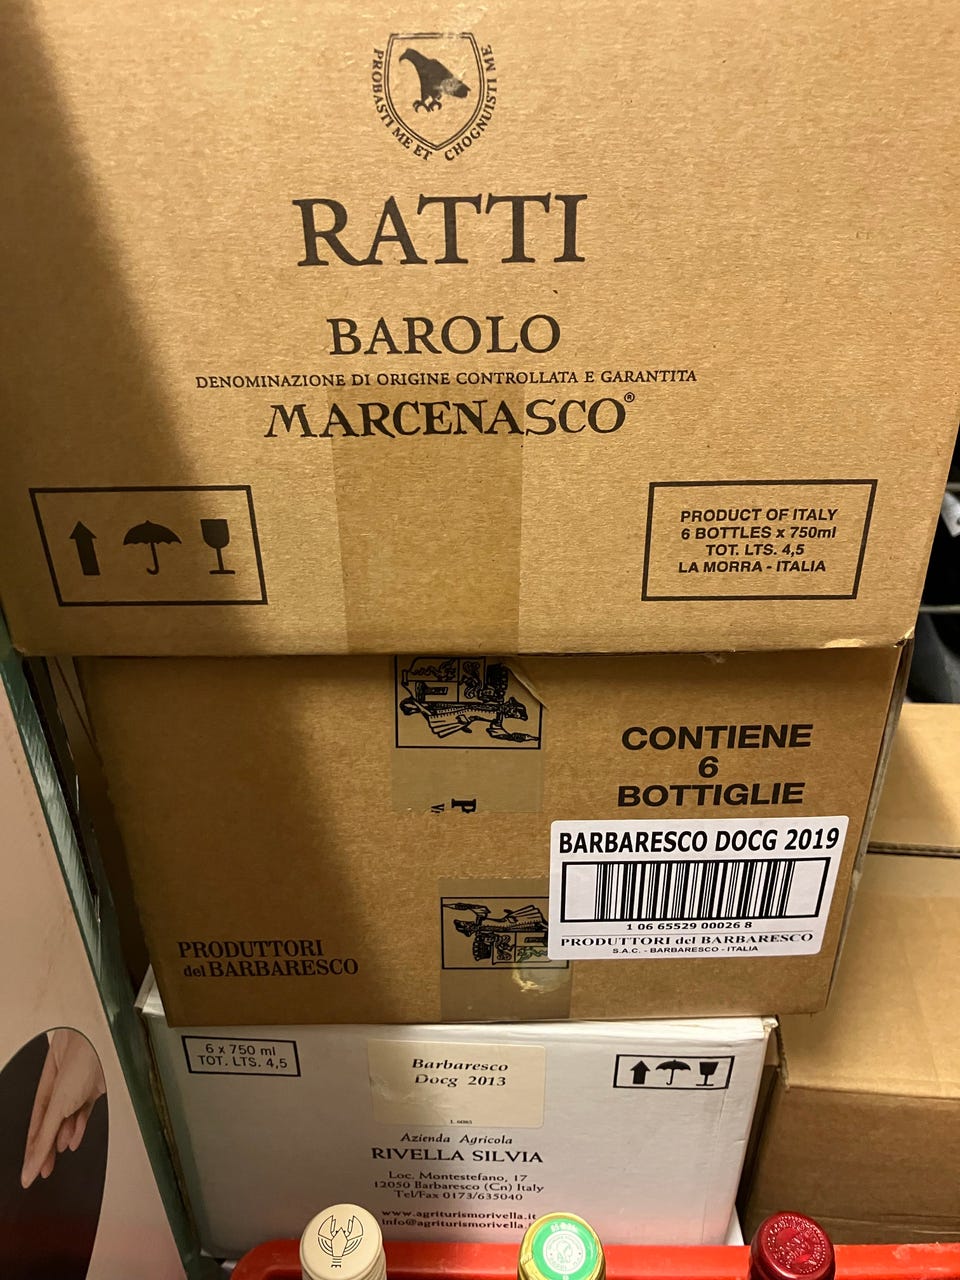 PROBASTI ME ET CHOGNUISTI ME
RATTI
BAROLO
DENOMINAZIONE DI ORIGINE CONTROLLATA E GARANTITA
MARCENASCO®
PRODUCT OF ITALY
6 BOTTLES x 750ml
TOT. LTS. 4,5
LA MORRA - ITALIA
CONTIENE
6
BOTTIGLIE
BARBARESCO DOCG 2019
1 06 65529 00026 8
PRODUTTORI del BARBARESCO
S.A.C. - BARBARESCO - ITALIA
PRODUTTORI
del BARBARESCO
6 x 750 ml
TOT. LTS. 4,5
Barbaresco
Docg 2013
Azienda Agricola
RIVELLA SILVIA
Loc. Montestefano, 17
12050 Barbaresco (Cn) Italy
Tel/Fax 0173/635040
www.agriturismorivella.it
info@agriturismorivella